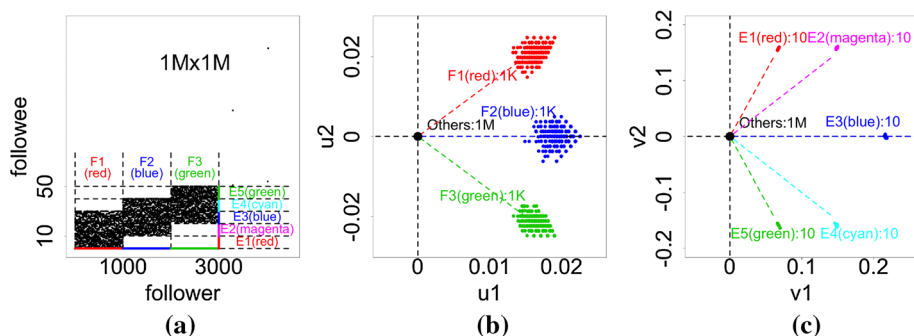 1Mx1M
followee
50
10
F1 (red)
F2 (blue)
F3 (green)
E5(green)
E4(cyan)
E3(blue)
E2(magenta)
E1(red)
1000
3000
follower
(a)
u2
0.02
0
-0.02
F1(red):1K
F2(blue):1K
Others:1M
F3(green):1K
0
0.01
0.02
u1
(b)
v2
0.2
0.1
0
-0.1
-0.2
E1(red):10
E2(magenta):10
Others:1M
E3(blue):10
E5(green):10
E4(cyan):10
0
0.1
0.2
v1
(c)